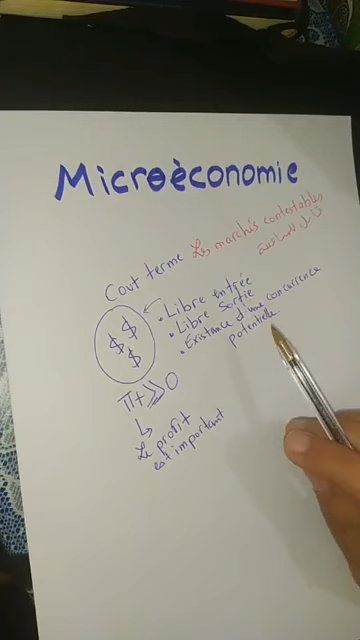 Microèconomie
Cout terme Les marchés contestables
قابل للمنافسة
• Libre entrée
• Libre Sortie
• Existance d'une concurrence
potentielle.
$ $ $
π+ >>> 0
↳ Le profit
est important